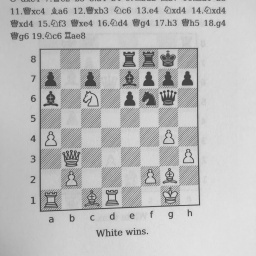 11.♕xc4 ♗a6 12.♕xb3 ♘c6 13.e4 ♘xd4 14.♘xd4
♕xd4 15.♘f3 ♕xe4 16.♘d4 ♕g4 17.h3 ♕h5 18.g4
♕g6 19.♘c6 ♖ae8
8
7
6
5
4
3
2
1
a b c d e f g h
White wins.